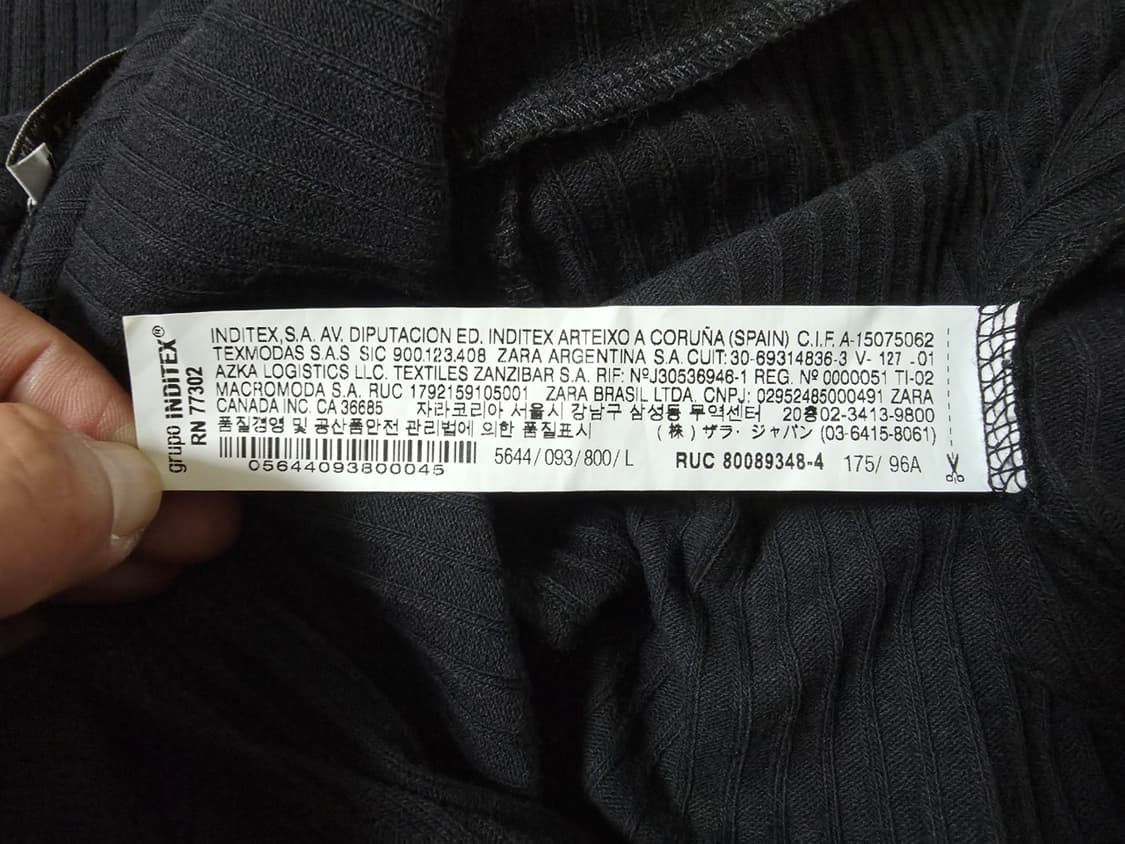 grupo INDITEX®
RN 77302
INDITEX,S.A. AV. DIPUTACION ED. INDITEX ARTEIXO A CORUÑA (SPAIN) C.I.F. A-15075062
TEXMODAS S.A.S SIC 900.123.408 ZARA ARGENTINA S.A. CUIT: 30-69314836-3 V- 127 -01
AZKA LOGISTICS LLC. TEXTILES ZANZIBAR S.A. RIF: NºJ30536946-1 REG. Nº 0000051 TI-02
MACROMODA S.A. RUC 1792159105001 ZARA BRASIL LTDA. CNPJ: 02952485000491 ZARA
CANADA INC. CA 36685 자라코리아 서울시 강남구 삼성동 무역센터 20층02-3413-9800
품질경영 및 공산품안전 관리법에 의한 품질표시 (株) ザラ・ジャパン (03-6415-8061)
05644093800045 5644/093/800/L RUC 80089348-4 175/ 96A